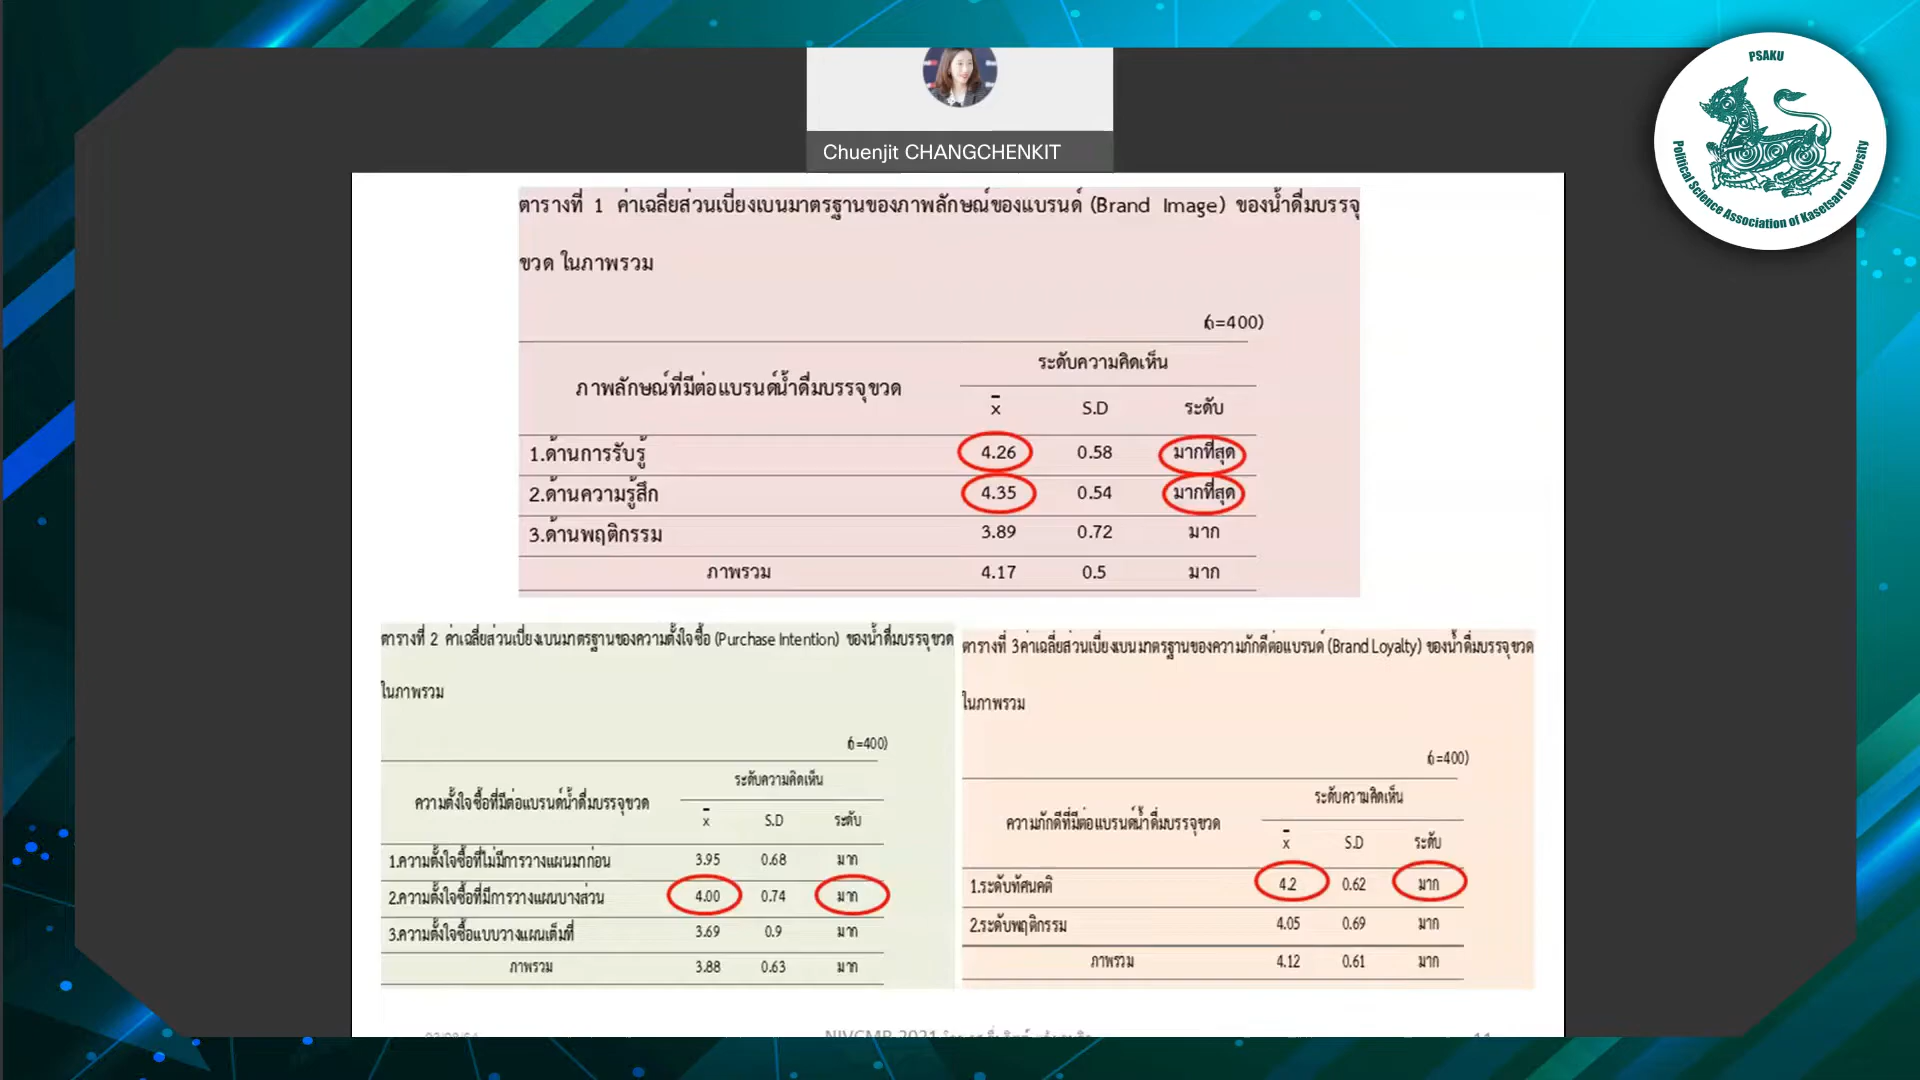 PSAKU
Political Science Association of Kasetsart University
Chuenjit CHANGCHENKIT
ตารางที่ 1 ค่าเฉลี่ยส่วนเบี่ยงเบนมาตรฐานของภาพลักษณ์ของแบรนด์ (Brand Image) ของน้ำดื่มบรรจุ
ขวด ในภาพรวม
(n=400)
ภาพลักษณ์ที่มีต่อแบรนด์น้ำดื่มบรรจุขวด ระดับความคิดเห็น
x̄ S.D ระดับ
1.ด้านการรับรู้ 4.26 0.58 มากที่สุด
2.ด้านความรู้สึก 4.35 0.54 มากที่สุด
3.ด้านพฤติกรรม 3.89 0.72 มาก
ภาพรวม 4.17 0.5 มาก
ตารางที่ 2 ค่าเฉลี่ยส่วนเบี่ยงเบนมาตรฐานของความตั้งใจซื้อ (Purchase Intention) ของน้ำดื่มบรรจุขวด
ในภาพรวม
(n=400)
ความตั้งใจซื้อที่มีต่อแบรนด์น้ำดื่มบรรจุขวด ระดับความคิดเห็น
x̄ S.D ระดับ
1.ความตั้งใจซื้อที่ไม่มีการวางแผนมาก่อน 3.95 0.68 มาก
2.ความตั้งใจซื้อที่มีการวางแผนบางส่วน 4.00 0.74 มาก
3.ความตั้งใจซื้อแบบวางแผนเต็มที่ 3.69 0.9 มาก
ภาพรวม 3.88 0.63 มาก
ตารางที่ 3 ค่าเฉลี่ยส่วนเบี่ยงเบนมาตรฐานของความภักดีต่อแบรนด์ (Brand Loyalty) ของน้ำดื่มบรรจุขวด
ในภาพรวม
(n=400)
ความภักดีที่มีต่อแบรนด์น้ำดื่มบรรจุขวด ระดับความคิดเห็น
x̄ S.D ระดับ
1.ระดับทัศนคติ 4.2 0.62 มาก
2.ระดับพฤติกรรม 4.05 0.69 มาก
ภาพรวม 4.12 0.61 มาก
NIVCMR 2021
11